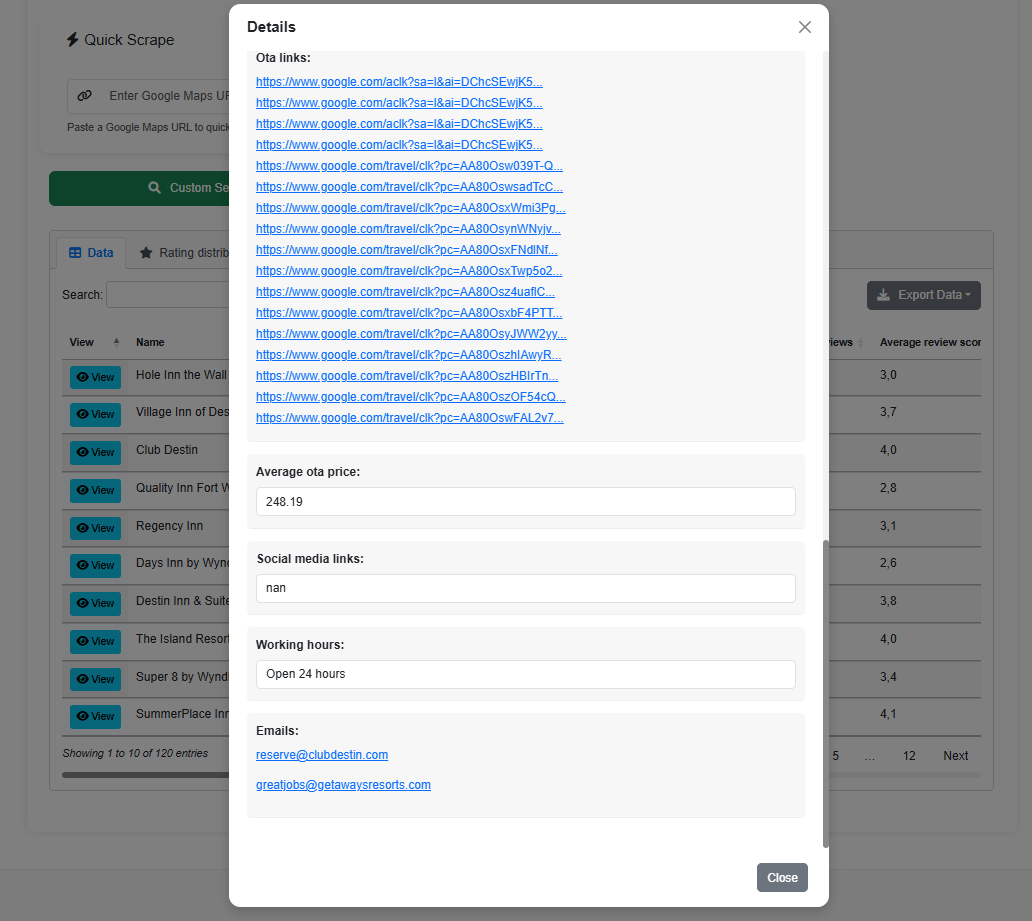 Quick Scrape
Enter Google Maps UR
Paste a Google Maps URL to quick
Custom Se
Data
Rating distrib
Search:
Export Data
View
Name
iews
Average review scor
View
Hole Inn the Wall
3,0
View
Village Inn of Des
3,7
View
Club Destin
4,0
View
Quality Inn Fort W
2,8
View
Regency Inn
3,1
View
Days Inn by Wynd
2,6
View
Destin Inn & Suite
3,8
View
The Island Resort
4,0
View
Super 8 by Wynd
3,4
View
SummerPlace Inn
4,1
Showing 1 to 10 of 120 entries
5
…
12
Next
Details
Ota links:
https://www.google.com/aclk?sa=l&ai=DChcSEwjK5...
https://www.google.com/aclk?sa=l&ai=DChcSEwjK5...
https://www.google.com/aclk?sa=l&ai=DChcSEwjK5...
https://www.google.com/aclk?sa=l&ai=DChcSEwjK5...
https://www.google.com/travel/clk?pc=AA80Osw039T-Q...
https://www.google.com/travel/clk?pc=AA80OswsadTcC...
https://www.google.com/travel/clk?pc=AA80OsxWmi3Pg...
https://www.google.com/travel/clk?pc=AA80OsynWNyjv...
https://www.google.com/travel/clk?pc=AA80OsxFNdlNf...
https://www.google.com/travel/clk?pc=AA80OsxTwp5o2...
https://www.google.com/travel/clk?pc=AA80Osz4uaflC...
https://www.google.com/travel/clk?pc=AA80OsxbF4PTT...
https://www.google.com/travel/clk?pc=AA80OsyJWW2yy...
https://www.google.com/travel/clk?pc=AA80OszhIAwyR...
https://www.google.com/travel/clk?pc=AA80OszHBIrTn...
https://www.google.com/travel/clk?pc=AA80OszOF54cQ...
https://www.google.com/travel/clk?pc=AA80OswFAL2v7...
Average ota price:
248.19
Social media links:
nan
Working hours:
Open 24 hours
Emails:
reserve@clubdestin.com
greatjobs@getawaysresorts.com
Close